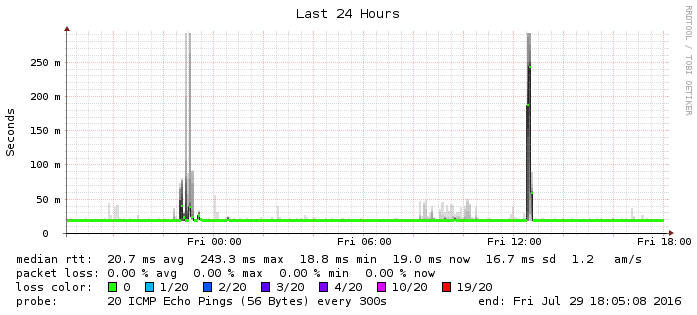 Last 24 Hours
RRDTOOL / TOBI OETIKER
Seconds
250 m
200 m
150 m
100 m
50 m
0
Fri 00:00 Fri 06:00 Fri 12:00 Fri 18:00
median rtt: 20.7 ms avg 243.3 ms max 18.8 ms min 19.0 ms now 16.7 ms sd 1.2 am/s
packet loss: 0.00 % avg 0.00 % max 0.00 % min 0.00 % now
loss color: 0 1/20 2/20 3/20 4/20 10/20 19/20
probe: 20 ICMP Echo Pings (56 Bytes) every 300s end: Fri Jul 29 18:05:08 2016